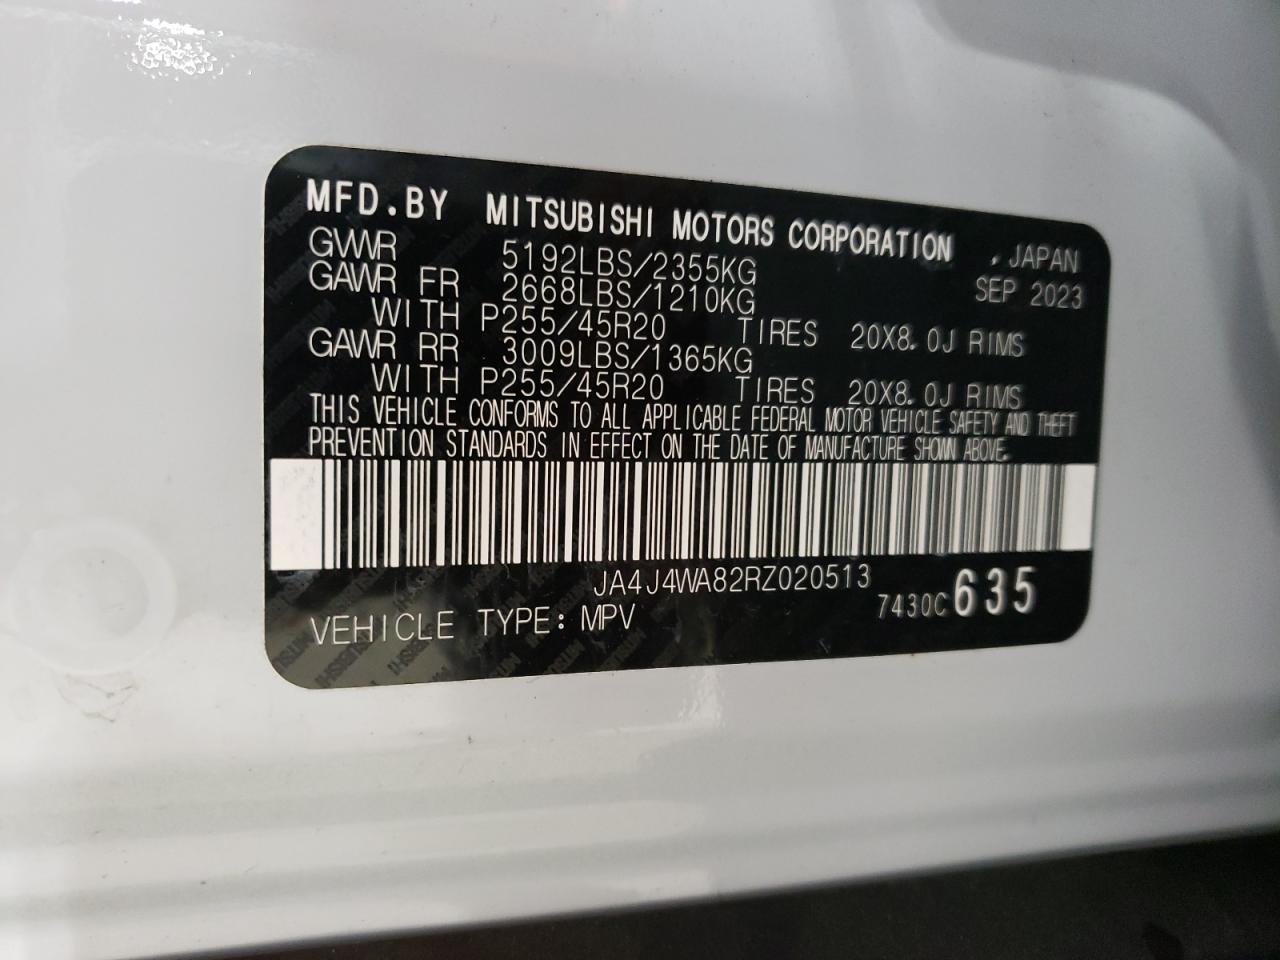 MFD.BY MITSUBISHI MOTORS CORPORATION , JAPAN
GVWR 5192LBS/2355KG SEP 2023
GAWR FR 2668LBS/1210KG
WITH P255/45R20 TIRES 20X8.0J RIMS
GAWR RR 3009LBS/1365KG
WITH P255/45R20 TIRES 20X8.0J RIMS
THIS VEHICLE CONFORMS TO ALL APPLICABLE FEDERAL MOTOR VEHICLE SAFETY AND THEFT
PREVENTION STANDARDS IN EFFECT ON THE DATE OF MANUFACTURE SHOWN ABOVE.
JA4J4WA82RZ020513
7430C635
VEHICLE TYPE: MPV